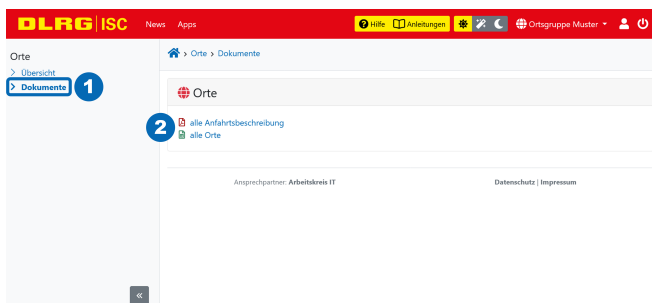 DLRG ISC News Apps Hilfe Anleitungen Ortsgruppe Muster
Orte
Übersicht
Dokumente 1
Orte > Dokumente
Orte
2 alle Anfahrtsbeschreibung
alle Orte
Ansprechpartner: Arbeitskreis IT Datenschutz | Impressum